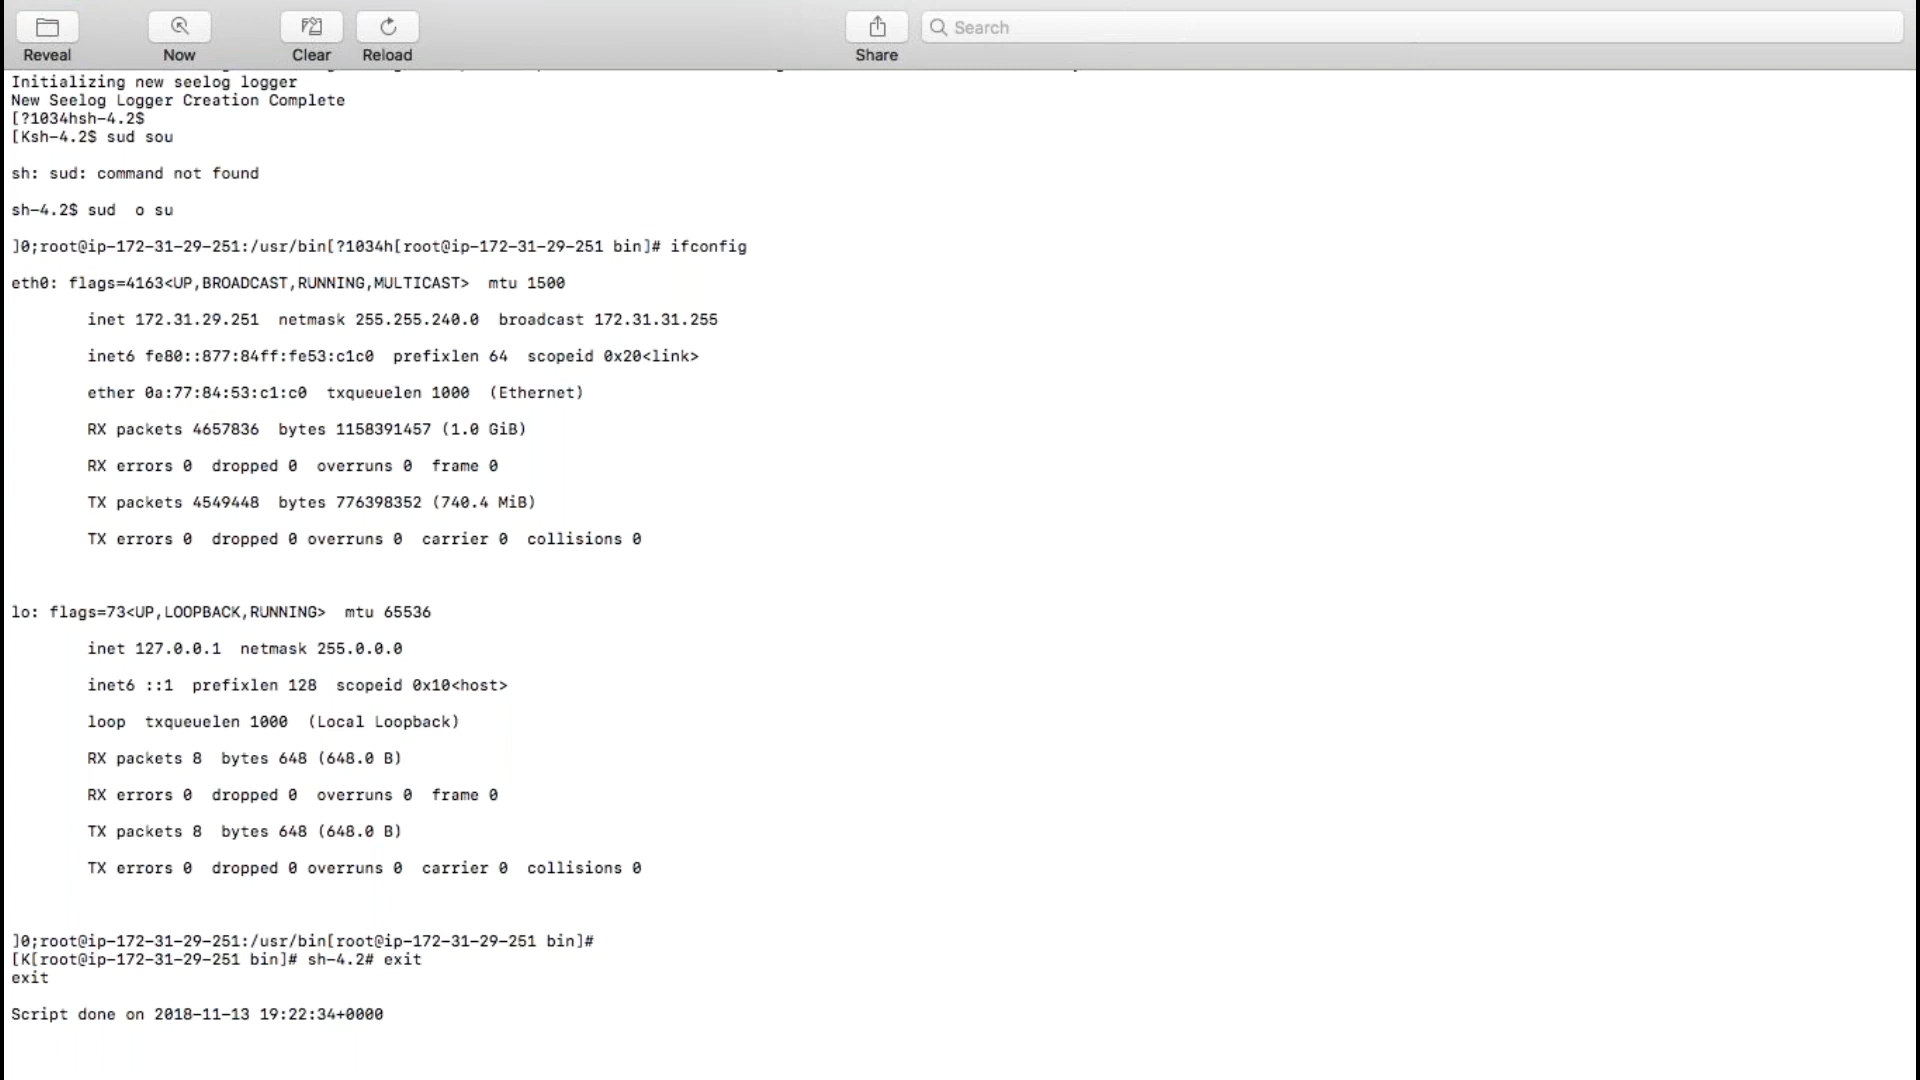 Reveal
Now
Clear
Reload
Share
Search
Initializing new seelog logger
New Seelog Logger Creation Complete
[?1034hsh-4.2$
[Ksh-4.2$ sud sou
sh: sud: command not found
sh-4.2$ sud  o su
]0;root@ip-172-31-29-251:/usr/bin[?1034h[root@ip-172-31-29-251 bin]# ifconfig
eth0: flags=4163<UP,BROADCAST,RUNNING,MULTICAST>  mtu 1500
inet 172.31.29.251  netmask 255.255.240.0  broadcast 172.31.31.255
inet6 fe80::877:84ff:fe53:c1c0  prefixlen 64  scopeid 0x20<link>
ether 0a:77:84:53:c1:c0  txqueuelen 1000  (Ethernet)
RX packets 4657836  bytes 1158391457 (1.0 GiB)
RX errors 0  dropped 0  overruns 0  frame 0
TX packets 4549448  bytes 776398352 (740.4 MiB)
TX errors 0  dropped 0 overruns 0  carrier 0  collisions 0
lo: flags=73<UP,LOOPBACK,RUNNING>  mtu 65536
inet 127.0.0.1  netmask 255.0.0.0
inet6 ::1  prefixlen 128  scopeid 0x10<host>
loop  txqueuelen 1000  (Local Loopback)
RX packets 8  bytes 648 (648.0 B)
RX errors 0  dropped 0  overruns 0  frame 0
TX packets 8  bytes 648 (648.0 B)
TX errors 0  dropped 0 overruns 0  carrier 0  collisions 0
]0;root@ip-172-31-29-251:/usr/bin[root@ip-172-31-29-251 bin]#
[K[root@ip-172-31-29-251 bin]# sh-4.2# exit
exit
Script done on 2018-11-13 19:22:34+0000